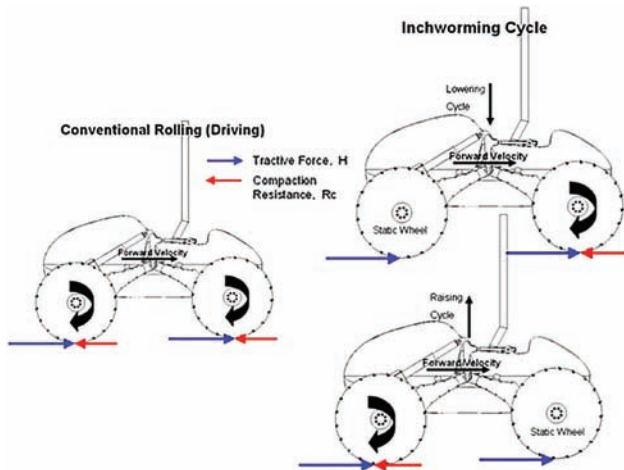 Inchworming Cycle
Lowering
Cycle
Forward Velocity
Static Wheel
Conventional Rolling (Driving)
Tractive Force, H
Compaction
Resistance, Rc
Forward Velocity
Raising
Cycle
Forward Velocity
Static Wheel